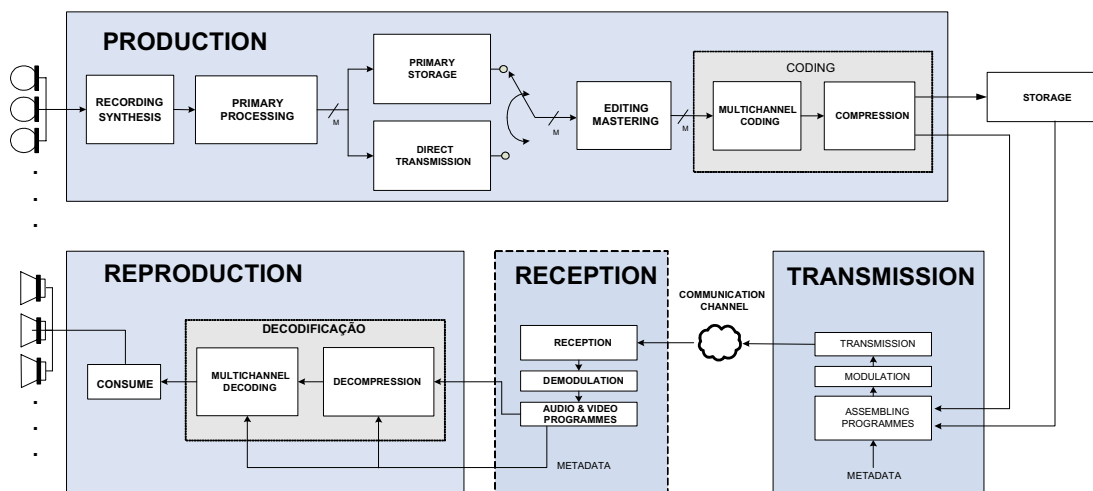 PRODUCTION
RECORDING
SYNTHESIS
PRIMARY
PROCESSING
M
PRIMARY
STORAGE
DIRECT
TRANSMISSION
M
EDITING
MASTERING
M
CODING
MULTICHANNEL
CODING
COMPRESSION
STORAGE
REPRODUCTION
DECODIFICAÇÃO
CONSUME
MULTICHANNEL
DECODING
DECOMPRESSION
RECEPTION
RECEPTION
DEMODULATION
AUDIO & VIDEO
PROGRAMMES
METADATA
COMMUNICATION
CHANNEL
TRANSMISSION
TRANSMISSION
MODULATION
ASSEMBLING
PROGRAMMES
METADATA